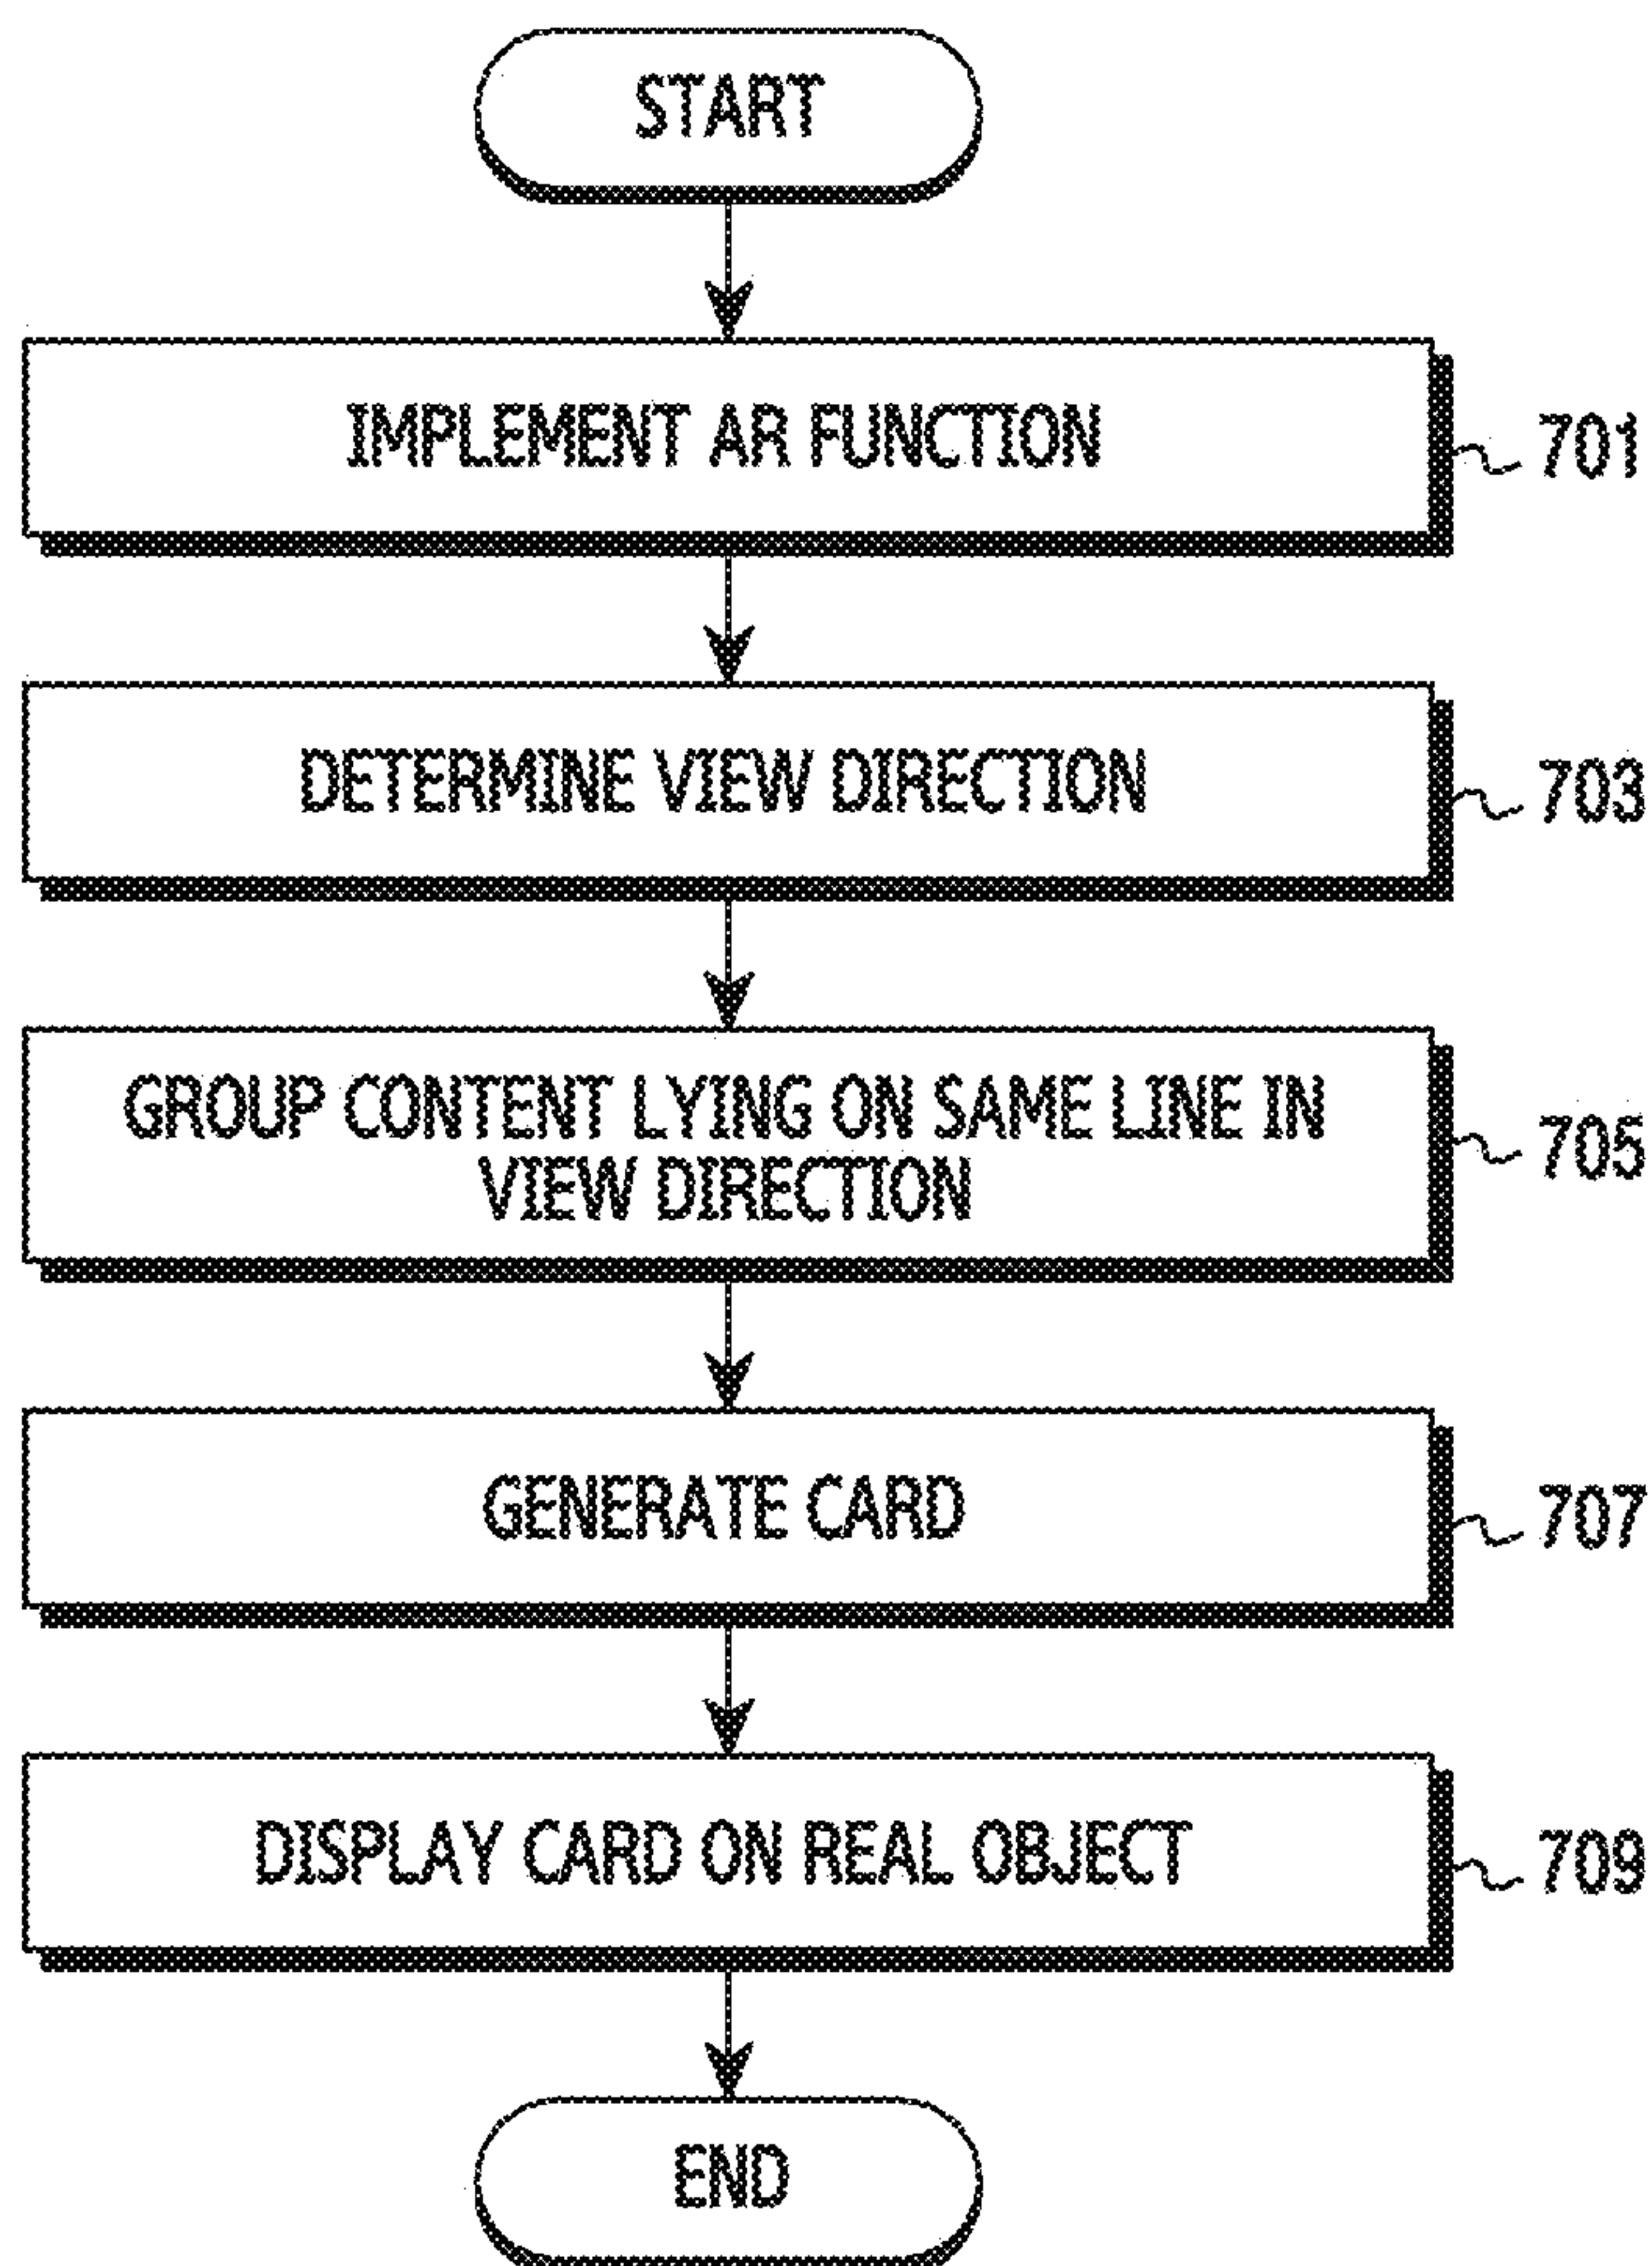 START
IMPLEMENT AR FUNCTION
701
DETERMINE VIEW DIRECTION
703
GROUP CONTENT LYING ON SAME LINE IN
VIEW DIRECTION
705
GENERATE CARD
707
DISPLAY CARD ON REAL OBJECT
709
END